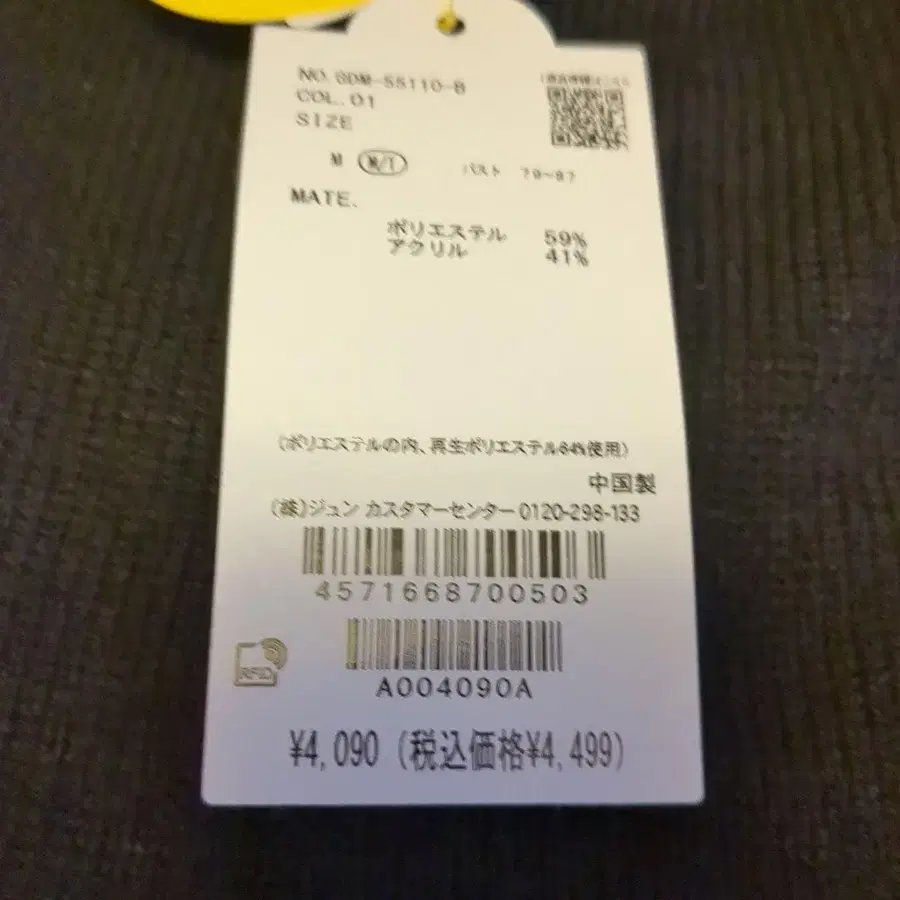 NO. GDM-55110-B
COL. 01
SIZE
M M/T バスト 79~87
MATE.
ポリエステル 59%
アクリル 41%
(ポリエステルの内、再生ポリエステル64%使用)
中国製
(株)ジュン カスタマーセンター 0120-298-133
4571668700503
RFID
A004090A
¥4,090 (税込価格¥4,499)